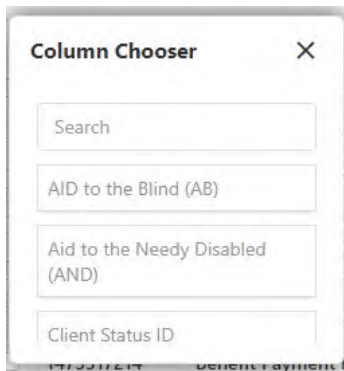 Column Chooser
Search
AID to the Blind (AB)
Aid to the Needy Disabled
(AND)
Client Status ID